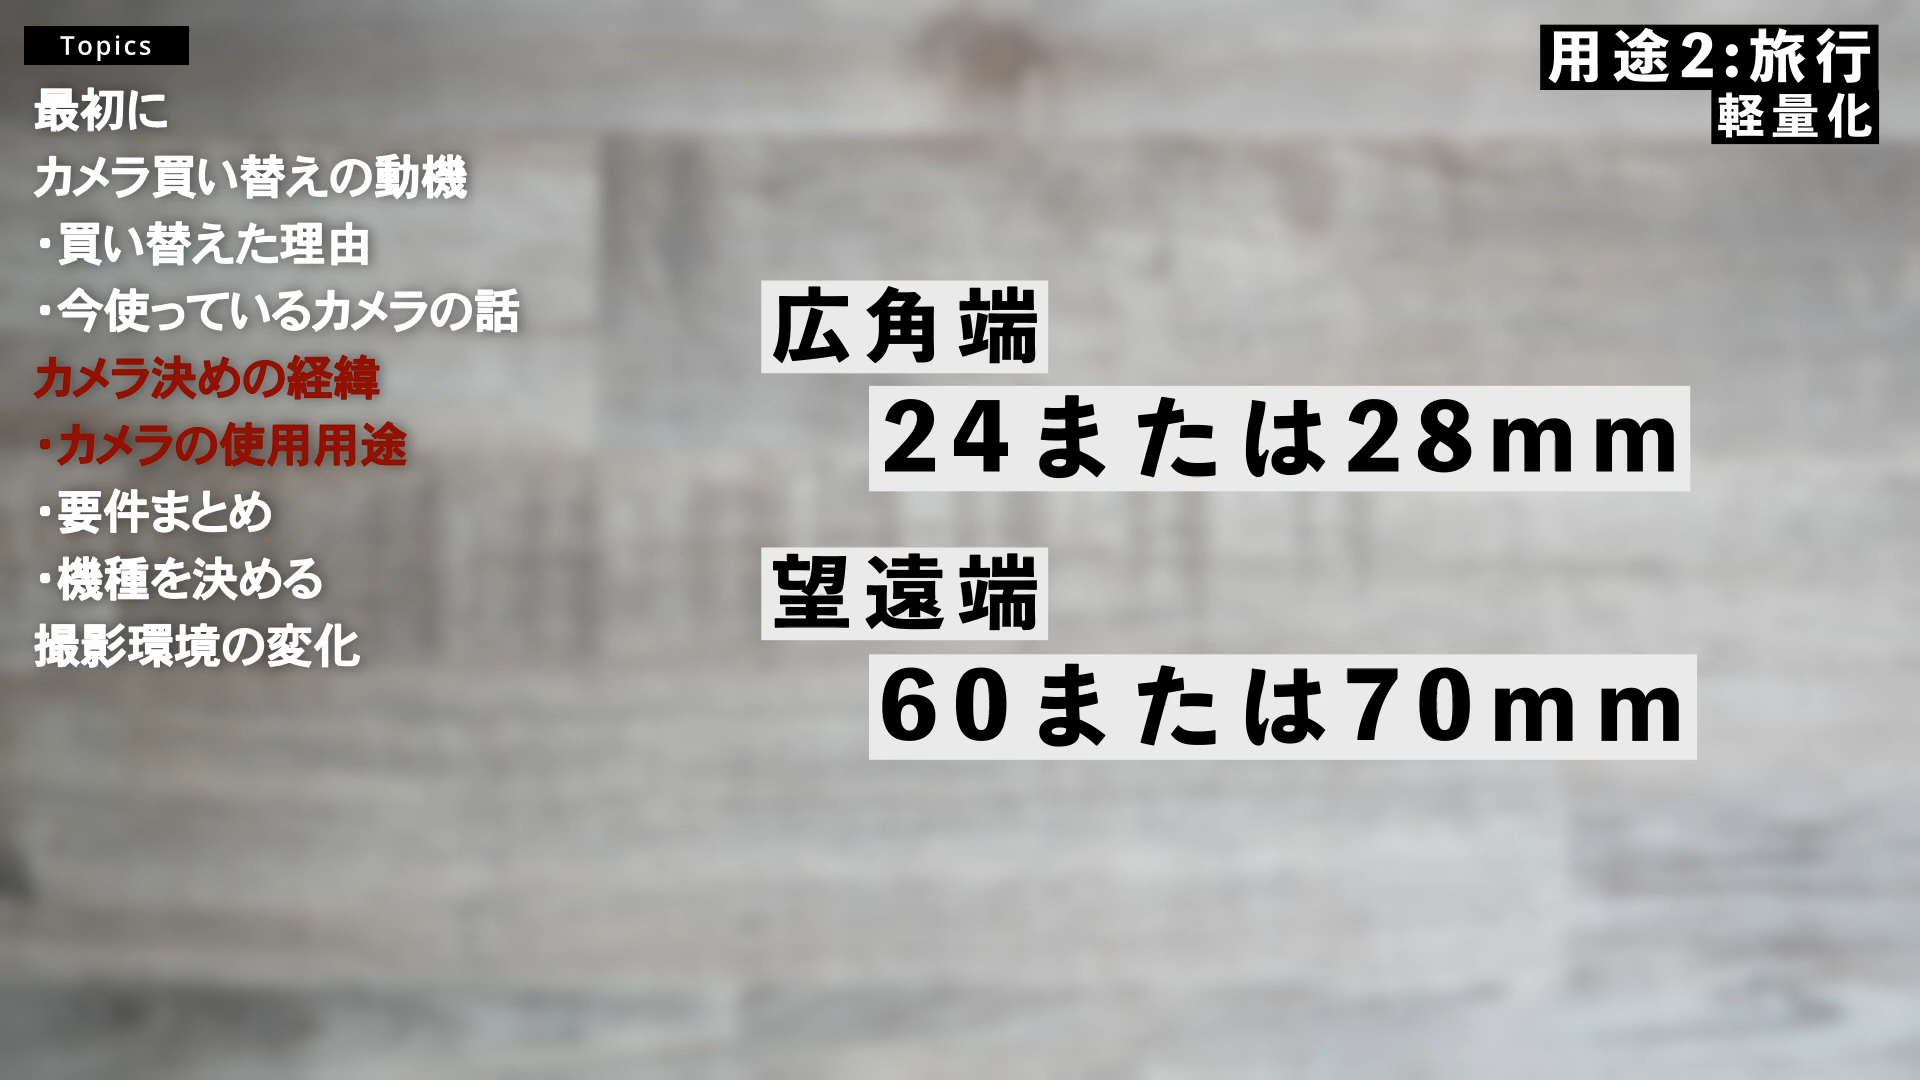 Topics
最初に
カメラ買い替えの動機
・買い替えた理由
・今使っているカメラの話
カメラ決めの経緯
・カメラの使用用途
・要件まとめ
・機種を決める
撮影環境の変化
用途2:旅行
軽量化
広角端
24または28mm
望遠端
60または70mm